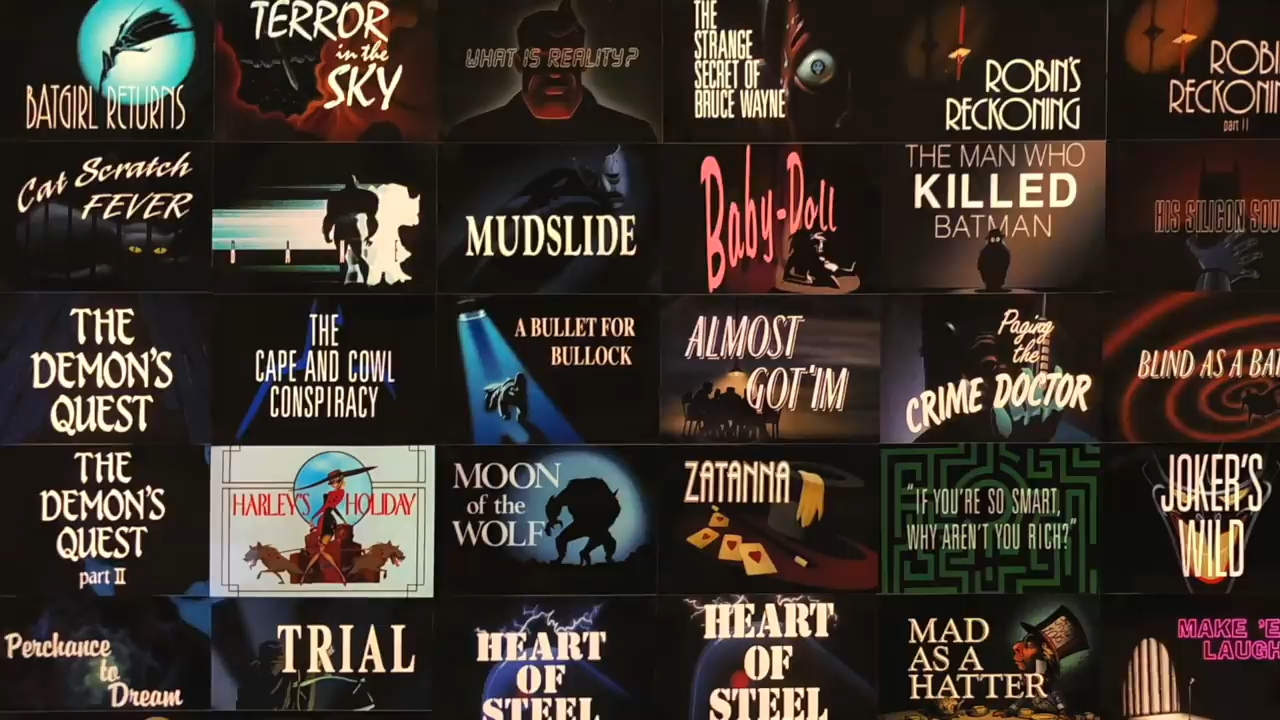 BATGIRL RETURNS
TERROR
in the
SKY
WHAT IS REALITY?
THE
STRANGE
SECRET OF
BRUCE WAYNE
ROBIN'S
RECKONING
ROBI
RECKONIN
part II
Cat Scratch
FEVER
MUDSLIDE
Baby-Doll
THE MAN WHO
KILLED
BATMAN
HIS SILICON SOU
THE
DEMON'S
QUEST
THE
CAPE AND COWL
CONSPIRACY
A BULLET FOR
BULLOCK
ALMOST
GOT 'IM
Paging
the
CRIME DOCTOR
BLIND AS A BAT
THE
DEMON'S
QUEST
part II
HARLEY'S HOLIDAY
MOON
of the
WOLF
ZATANNA
"IF YOU'RE SO SMART,
WHY AREN'T YOU RICH?"
JOKER'S
WILD
Perchance
to
Dream
TRIAL
HEART
OF
STEEL
HEART
OF
STEEL
MAD
AS A
HATTER
MAKE 'E
LAUGH